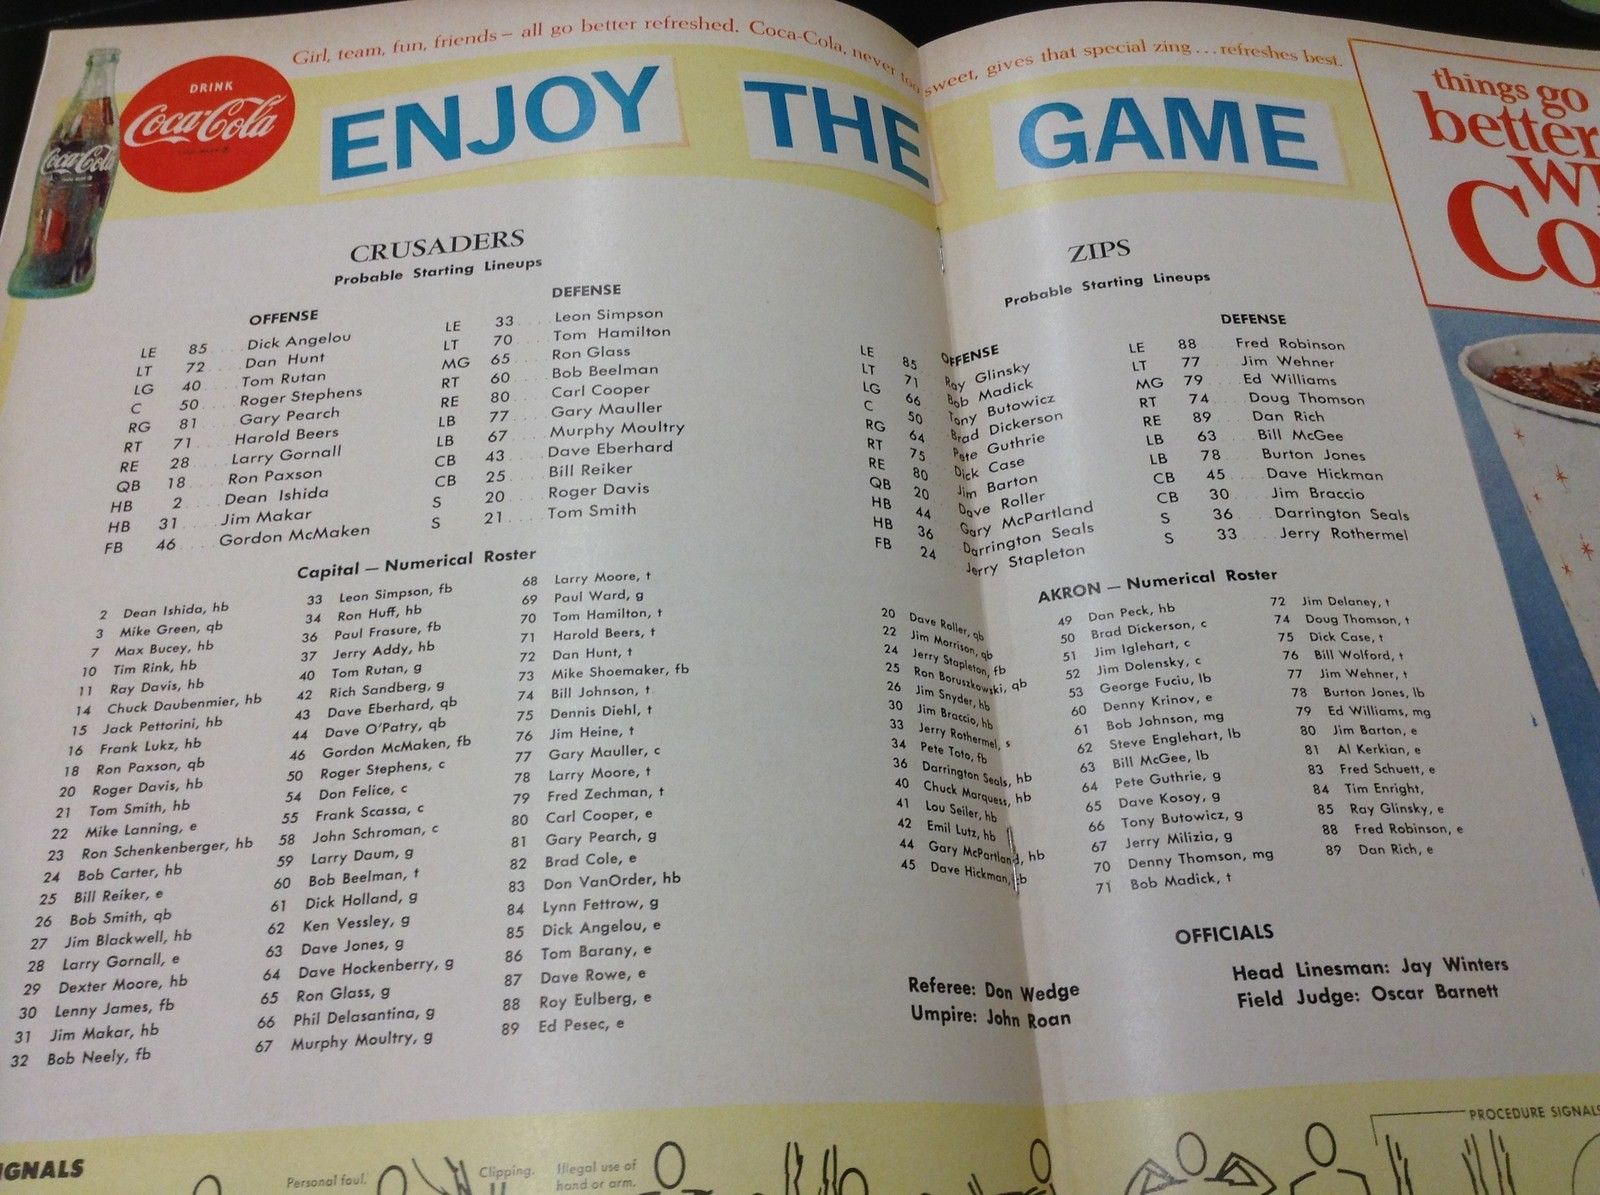 Girl, team, fun, friends – all go better refreshed. Coca-Cola, never too sweet, gives that special zing...refreshes best.
DRINK
Coca-Cola
Coca-Cola
ENJOY THE GAME
things go
better
Co
CRUSADERS
Probable Starting Lineups
OFFENSE
LE 85 Dick Angelou
LT 72 Dan Hunt
LG 40 Tom Rutan
C 50 Roger Stephens
RG 81 Gary Pearch
RT 71 Harold Beers
RE 28 Larry Gornall
QB 18 Ron Paxson
HB 2 Dean Ishida
HB 31 Jim Makar
FB 46 Gordon McMaken
DEFENSE
LE 33 Leon Simpson
LT 70 Tom Hamilton
MG 65 Ron Glass
RT 60 Bob Beelman
RE 80 Carl Cooper
LB 77 Gary Mauller
LB 67 Murphy Moultry
CB 43 Dave Eberhard
CB 25 Bill Reiker
S 20 Roger Davis
S 21 Tom Smith
Capital — Numerical Roster
2 Dean Ishida, hb
3 Mike Green, qb
7 Max Bucey, hb
10 Tim Rink, hb
11 Ray Davis, hb
14 Chuck Daubenmier, hb
15 Jack Pettorini, hb
16 Frank Lukz, hb
18 Ron Paxson, qb
20 Roger Davis, hb
21 Tom Smith, hb
22 Mike Lanning, e
23 Ron Schenkenberger, hb
24 Bob Carter, hb
25 Bill Reiker, e
26 Bob Smith, qb
27 Jim Blackwell, hb
28 Larry Gornall, e
29 Dexter Moore, hb
30 Lenny James, fb
31 Jim Makar, hb
32 Bob Neely, fb
33 Leon Simpson, fb
34 Ron Huff, hb
36 Paul Frasure, fb
37 Jerry Addy, hb
40 Tom Rutan, g
42 Rich Sandberg, g
43 Dave Eberhard, qb
44 Dave O'Patry, qb
46 Gordon McMaken, fb
50 Roger Stephens, c
54 Don Felice, c
55 Frank Scassa, c
58 John Schroman, c
59 Larry Daum, g
60 Bob Beelman, t
61 Dick Holland, g
62 Ken Vessley, g
63 Dave Jones, g
64 Dave Hockenberry, g
65 Ron Glass, g
66 Phil Delasantina, g
67 Murphy Moultry, g
68 Larry Moore, t
69 Paul Ward, g
70 Tom Hamilton, t
71 Harold Beers, t
72 Dan Hunt, t
73 Mike Shoemaker, fb
74 Bill Johnson, t
75 Dennis Diehl, t
76 Jim Heine, t
77 Gary Mauller, c
78 Larry Moore, t
79 Fred Zechman, t
80 Carl Cooper, e
81 Gary Pearch, g
82 Brad Cole, e
83 Don VanOrder, hb
84 Lynn Fettrow, g
85 Dick Angelou, e
86 Tom Barany, e
87 Dave Rowe, e
88 Roy Eulberg, e
89 Ed Pesec, e
ZIPS
Probable Starting Lineups
OFFENSE
LE 85 Ray Glinsky
LT 71 Bob Madick
LG 66 Tony Butowicz
C 50 Brad Dickerson
RG 64 Pete Guthrie
RT 75 Dick Case
RE 80 Jim Barton
QB 20 Dave Roller
HB 44 Gary McPartland
HB 36 Darrington Seals
FB 24 Jerry Stapleton
DEFENSE
LE 88 Fred Robinson
LT 77 Jim Wehner
MG 79 Ed Williams
RT 74 Doug Thomson
RE 89 Dan Rich
LB 63 Bill McGee
LB 78 Burton Jones
CB 45 Dave Hickman
CB 30 Jim Braccio
S 36 Darrington Seals
S 33 Jerry Rothermel
AKRON — Numerical Roster
20 Dave Roller, qb
22 Jim Morrison, qb
24 Jerry Stapleton, fb
25 Ron Boruszkowski, qb
26 Jim Snyder, hb
30 Jim Braccio, hb
33 Jerry Rothermel, s
34 Pete Toto, fb
36 Darrington Seals, hb
40 Chuck Marquess, hb
41 Lou Seiler, hb
42 Emil Lutz, hb
44 Gary McPartland, hb
45 Dave Hickman,
49 Dan Peck, hb
50 Brad Dickerson, c
51 Jim Iglehart, c
52 Jim Dolensky, c
53 George Fuciu, lb
60 Denny Krinov, e
61 Bob Johnson, mg
62 Steve Englehart, lb
63 Bill McGee, lb
64 Pete Guthrie, g
65 Dave Kosoy, g
66 Tony Butowicz, g
67 Jerry Milizia, g
70 Denny Thomson, mg
71 Bob Madick, t
72 Jim Delaney, t
74 Doug Thomson, t
75 Dick Case, t
76 Bill Wolford, t
77 Jim Wehner, t
78 Burton Jones, lb
79 Ed Williams, mg
80 Jim Barton, e
81 Al Kerkian, e
83 Fred Schuett, e
84 Tim Enright,
85 Ray Glinsky, e
88 Fred Robinson, e
89 Dan Rich, e
OFFICIALS
Referee: Don Wedge
Umpire: John Roan
Head Linesman: Jay Winters
Field Judge: Oscar Barnett
IGNALS
Personal foul.
Clipping.
Illegal use of
hand or arm.
PROCEDURE SIGNALS